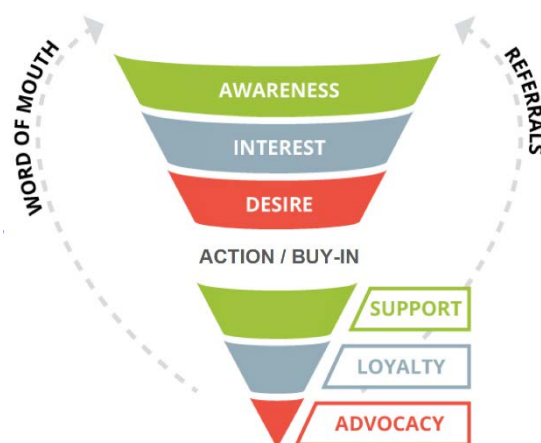 WORD OF MOUTH
REFERRALS
AWARENESS
INTEREST
DESIRE
ACTION / BUY-IN
SUPPORT
LOYALTY
ADVOCACY